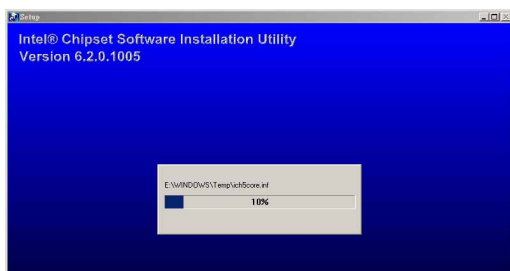 Setup
Intel® Chipset Software Installation Utility
Version 6.2.0.1005
E:\WINDOWS\Temp\ich5core.inf
10%